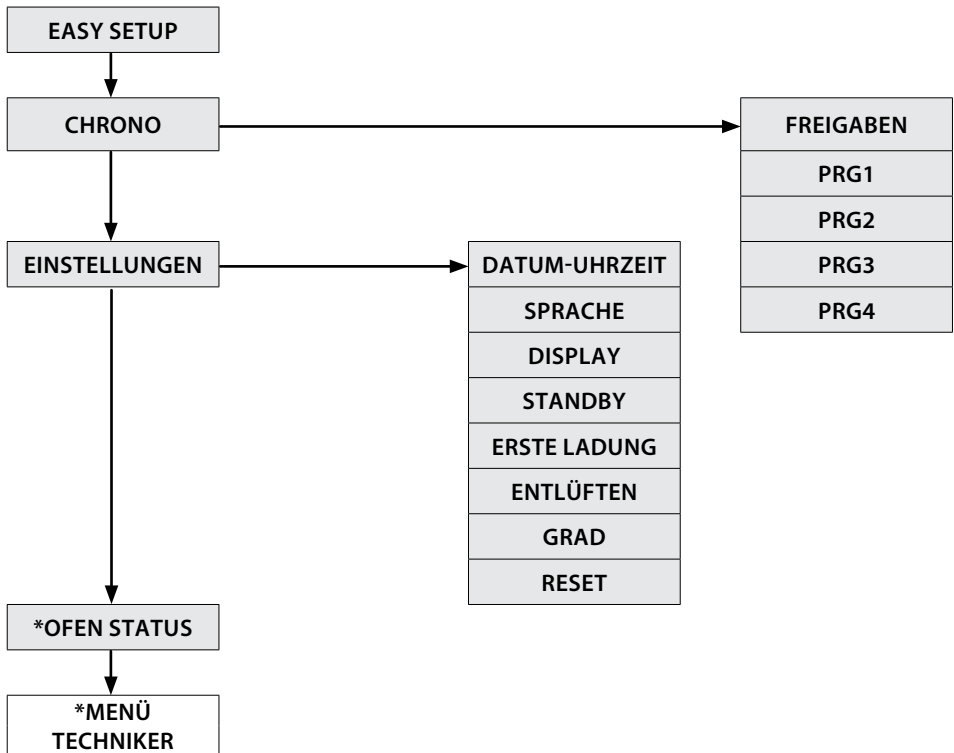 EASY SETUP
CHRONO
FREIGABEN
PRG1
PRG2
PRG3
PRG4
EINSTELLUNGEN
DATUM-UHRZEIT
SPRACHE
DISPLAY
STANDBY
ERSTE LADUNG
ENTLÜFTEN
GRAD
RESET
*OFEN STATUS
*MENÜ
TECHNIKER